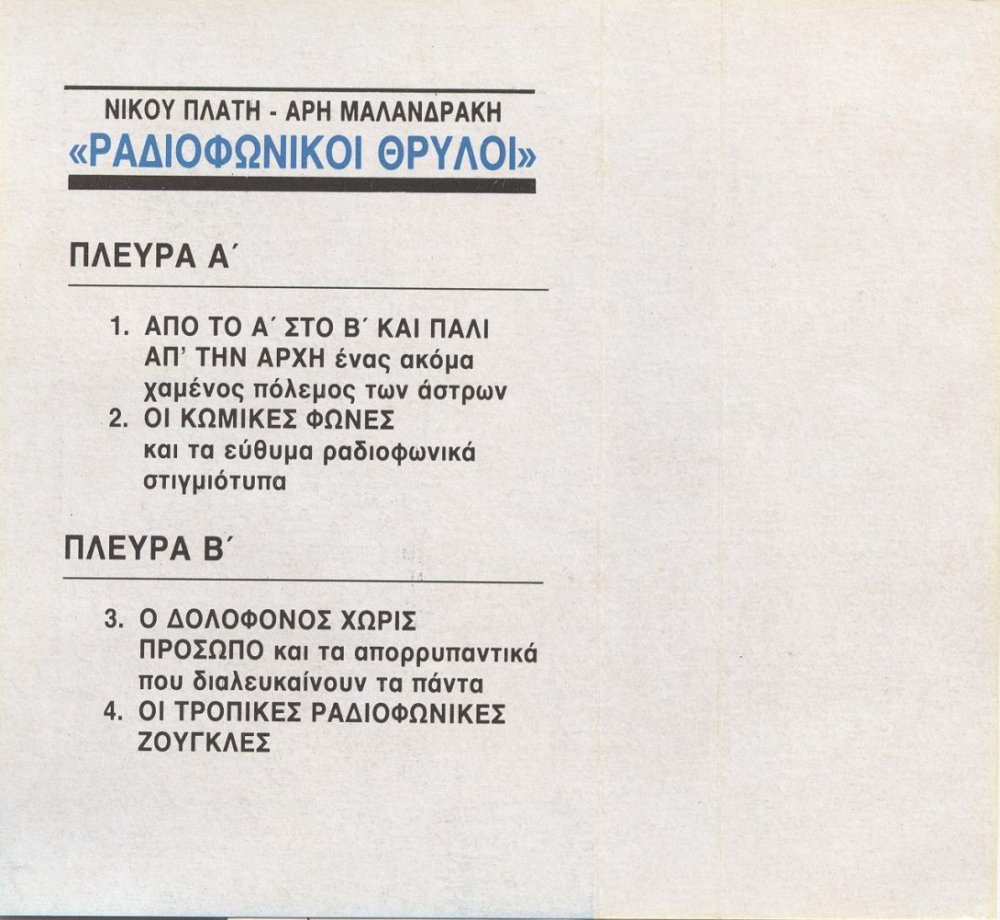 ΝΙΚΟΥ ΠΛΑΤΗ - ΑΡΗ ΜΑΛΑΝΔΡΑΚΗ
«ΡΑΔΙΟΦΩΝΙΚΟΙ ΘΡΥΛΟΙ»
ΠΛΕΥΡΑ Α΄
1. ΑΠΟ ΤΟ Α΄ ΣΤΟ Β΄ ΚΑΙ ΠΑΛΙ
ΑΠ' ΤΗΝ ΑΡΧΗ ένας ακόμα
χαμένος πόλεμος των άστρων
2. ΟΙ ΚΩΜΙΚΕΣ ΦΩΝΕΣ
και τα εύθυμα ραδιοφωνικά
στιγμιότυπα
ΠΛΕΥΡΑ Β΄
3. Ο ΔΟΛΟΦΟΝΟΣ ΧΩΡΙΣ
ΠΡΟΣΩΠΟ και τα απορρυπαντικά
που διαλευκαίνουν τα πάντα
4. ΟΙ ΤΡΟΠΙΚΕΣ ΡΑΔΙΟΦΩΝΙΚΕΣ
ΖΟΥΓΚΛΕΣ